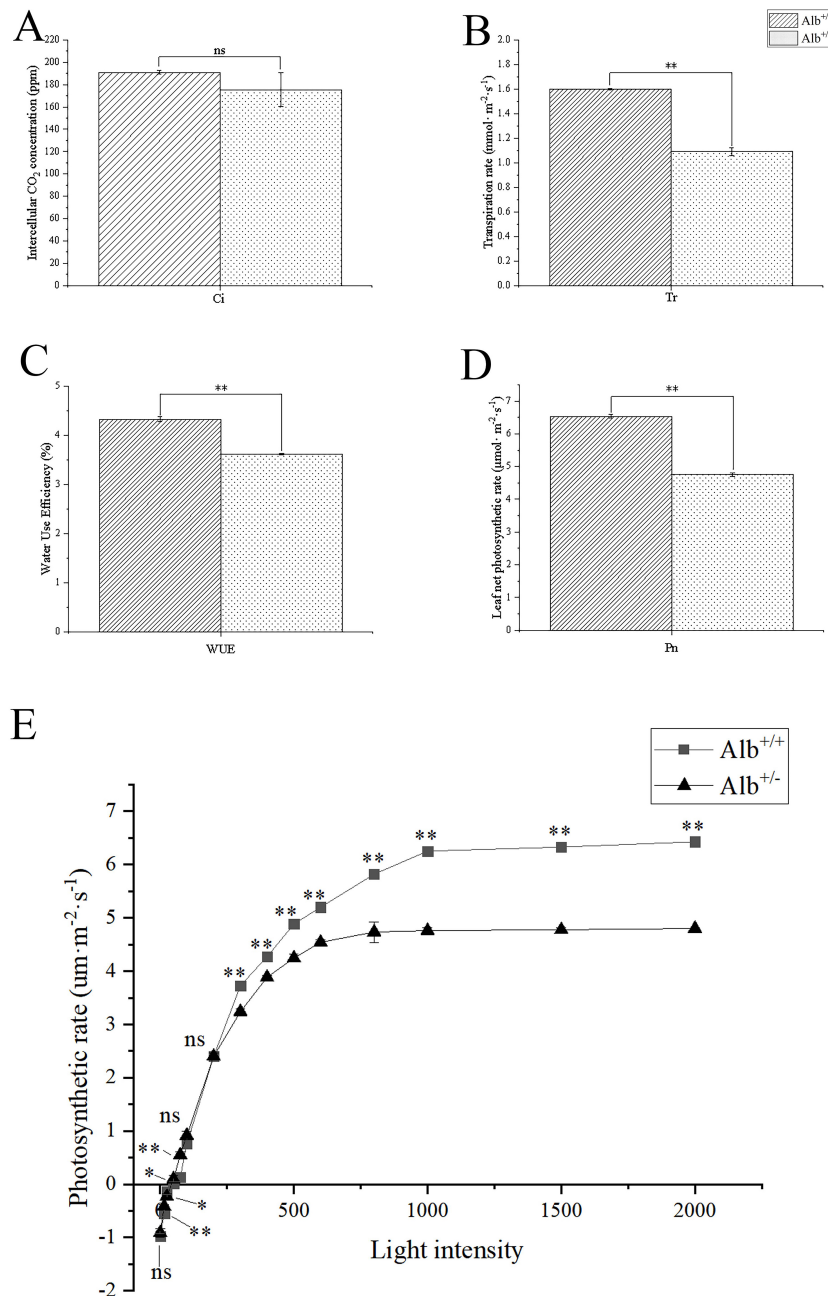 A
ns
Intercellular CO₂ concentration (ppm)
220
200
180
160
140
120
100
80
60
40
20
0
Ci
B
Alb⁺/
Alb⁺/
**
Transpiration rate (mmol· m⁻²·s⁻¹)
2.0
1.8
1.6
1.4
1.2
1.0
0.8
0.6
0.4
0.2
0.0
Tr
C
**
Water Use Efficiency (%)
5
4
3
2
1
0
WUE
D
**
Leaf net photosynthetic rate (μmol· m⁻²·s⁻¹)
7
6
5
4
3
2
1
0
Pn
E
Alb⁺/⁺
Alb⁺/⁻
Photosynthetic rate (um·m⁻²·s⁻¹)
7
6
5
4
3
2
1
0
-1
-2
** ** **
**
**
**
**
**
ns
ns
**
*
*
**
ns
500 1000 1500 2000
Light intensity